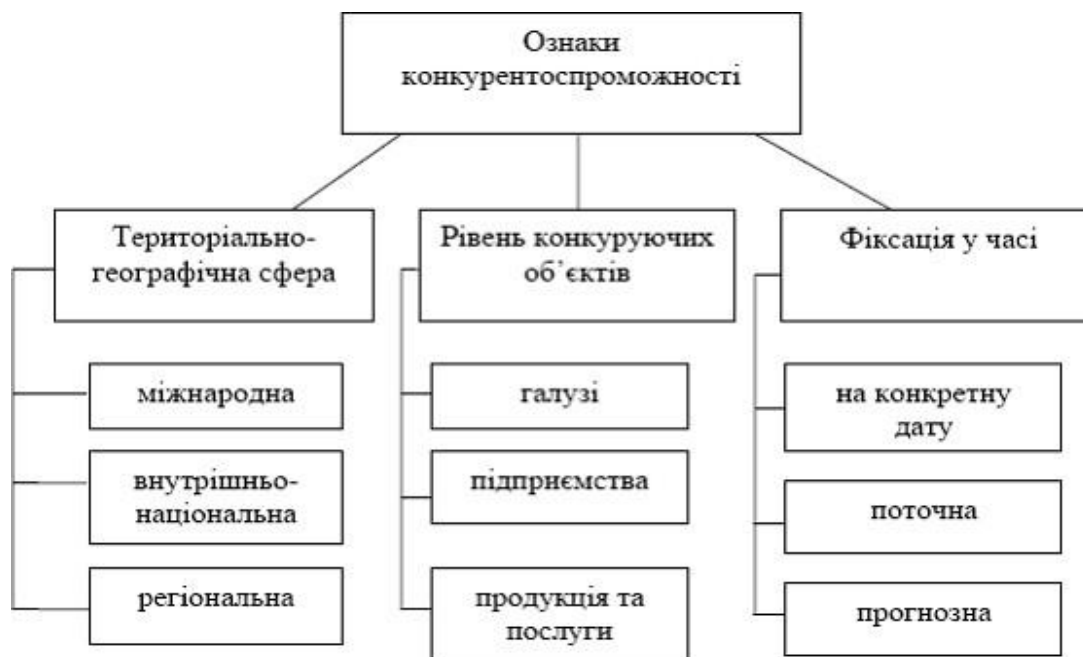 Ознаки
конкурентоспроможності
Територіально-
географічна сфера
міжнародна
внутрішньо-
національна
регіональна
Рівень конкуруючих
об’єктів
галузі
підприємства
продукція та
послуги
Фіксація у часі
на конкретну
дату
поточна
прогнозна